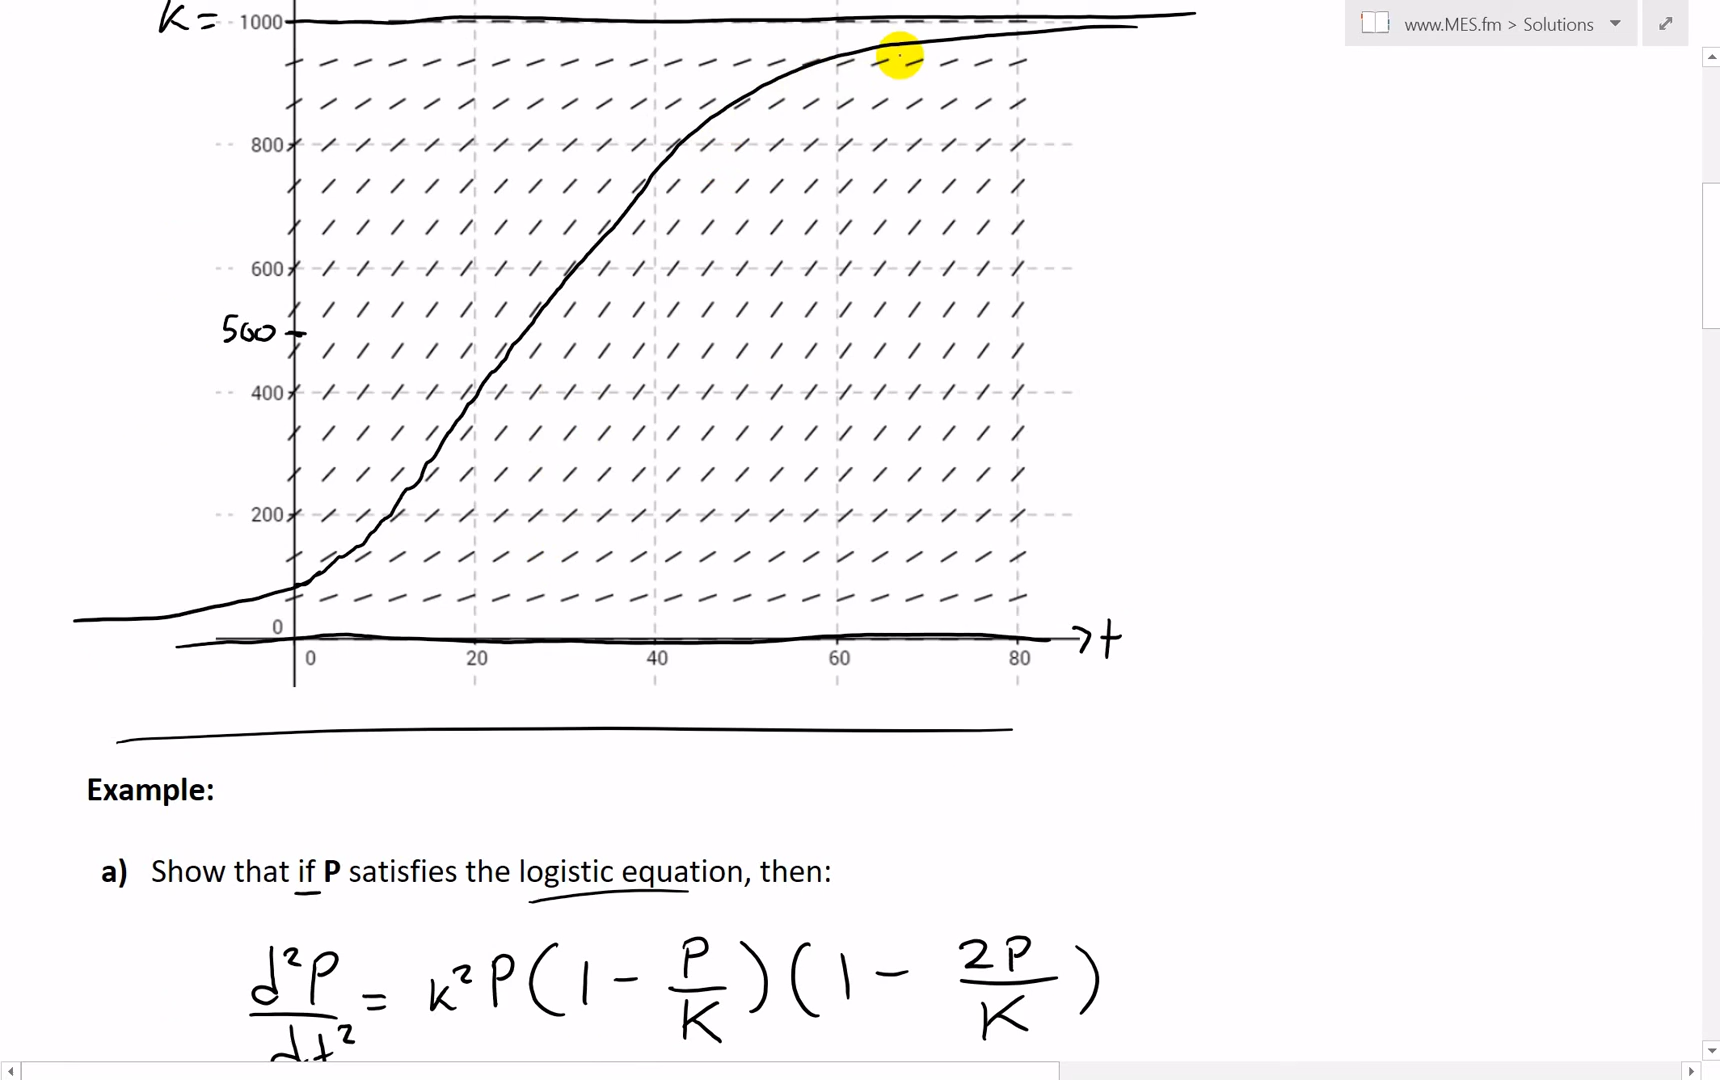 K = 1000
www.MES.fm > Solutions
800
600
500
400
200
0
0 20 40 60 80
t
Example:
a) Show that if P satisfies the logistic equation, then:
d²P/dt² = k²P(1 - P/K)(1 - 2P/K)